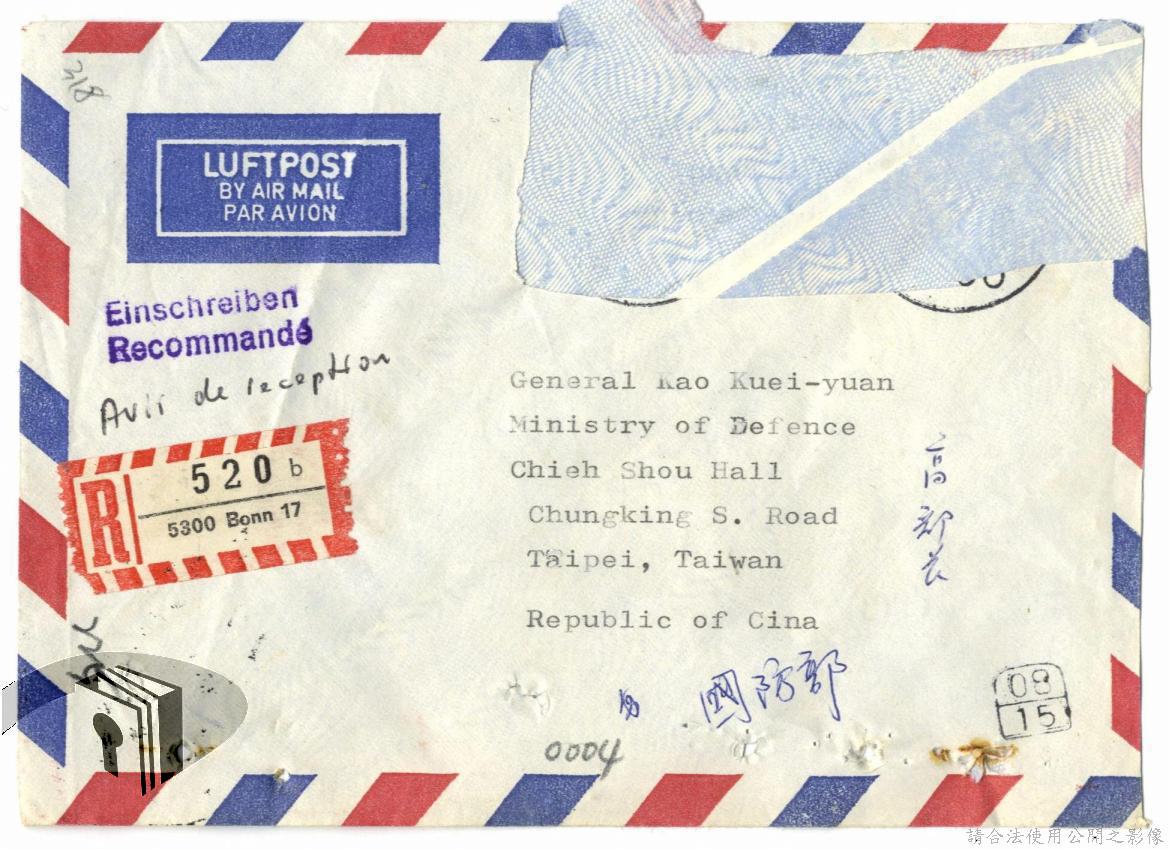 318
LUFTPOST
BY AIR MAIL
PAR AVION
Einschreiben
Recommandé
Avis de reception
R
520 b
5300 Bonn 17
General Kao Kuei-yuan
Ministry of Defence
Chieh Shou Hall
Chungking S. Road
Taipei, Taiwan
Republic of Cina
高部長
國防部
0004
08
15
請合法使用公開之影像